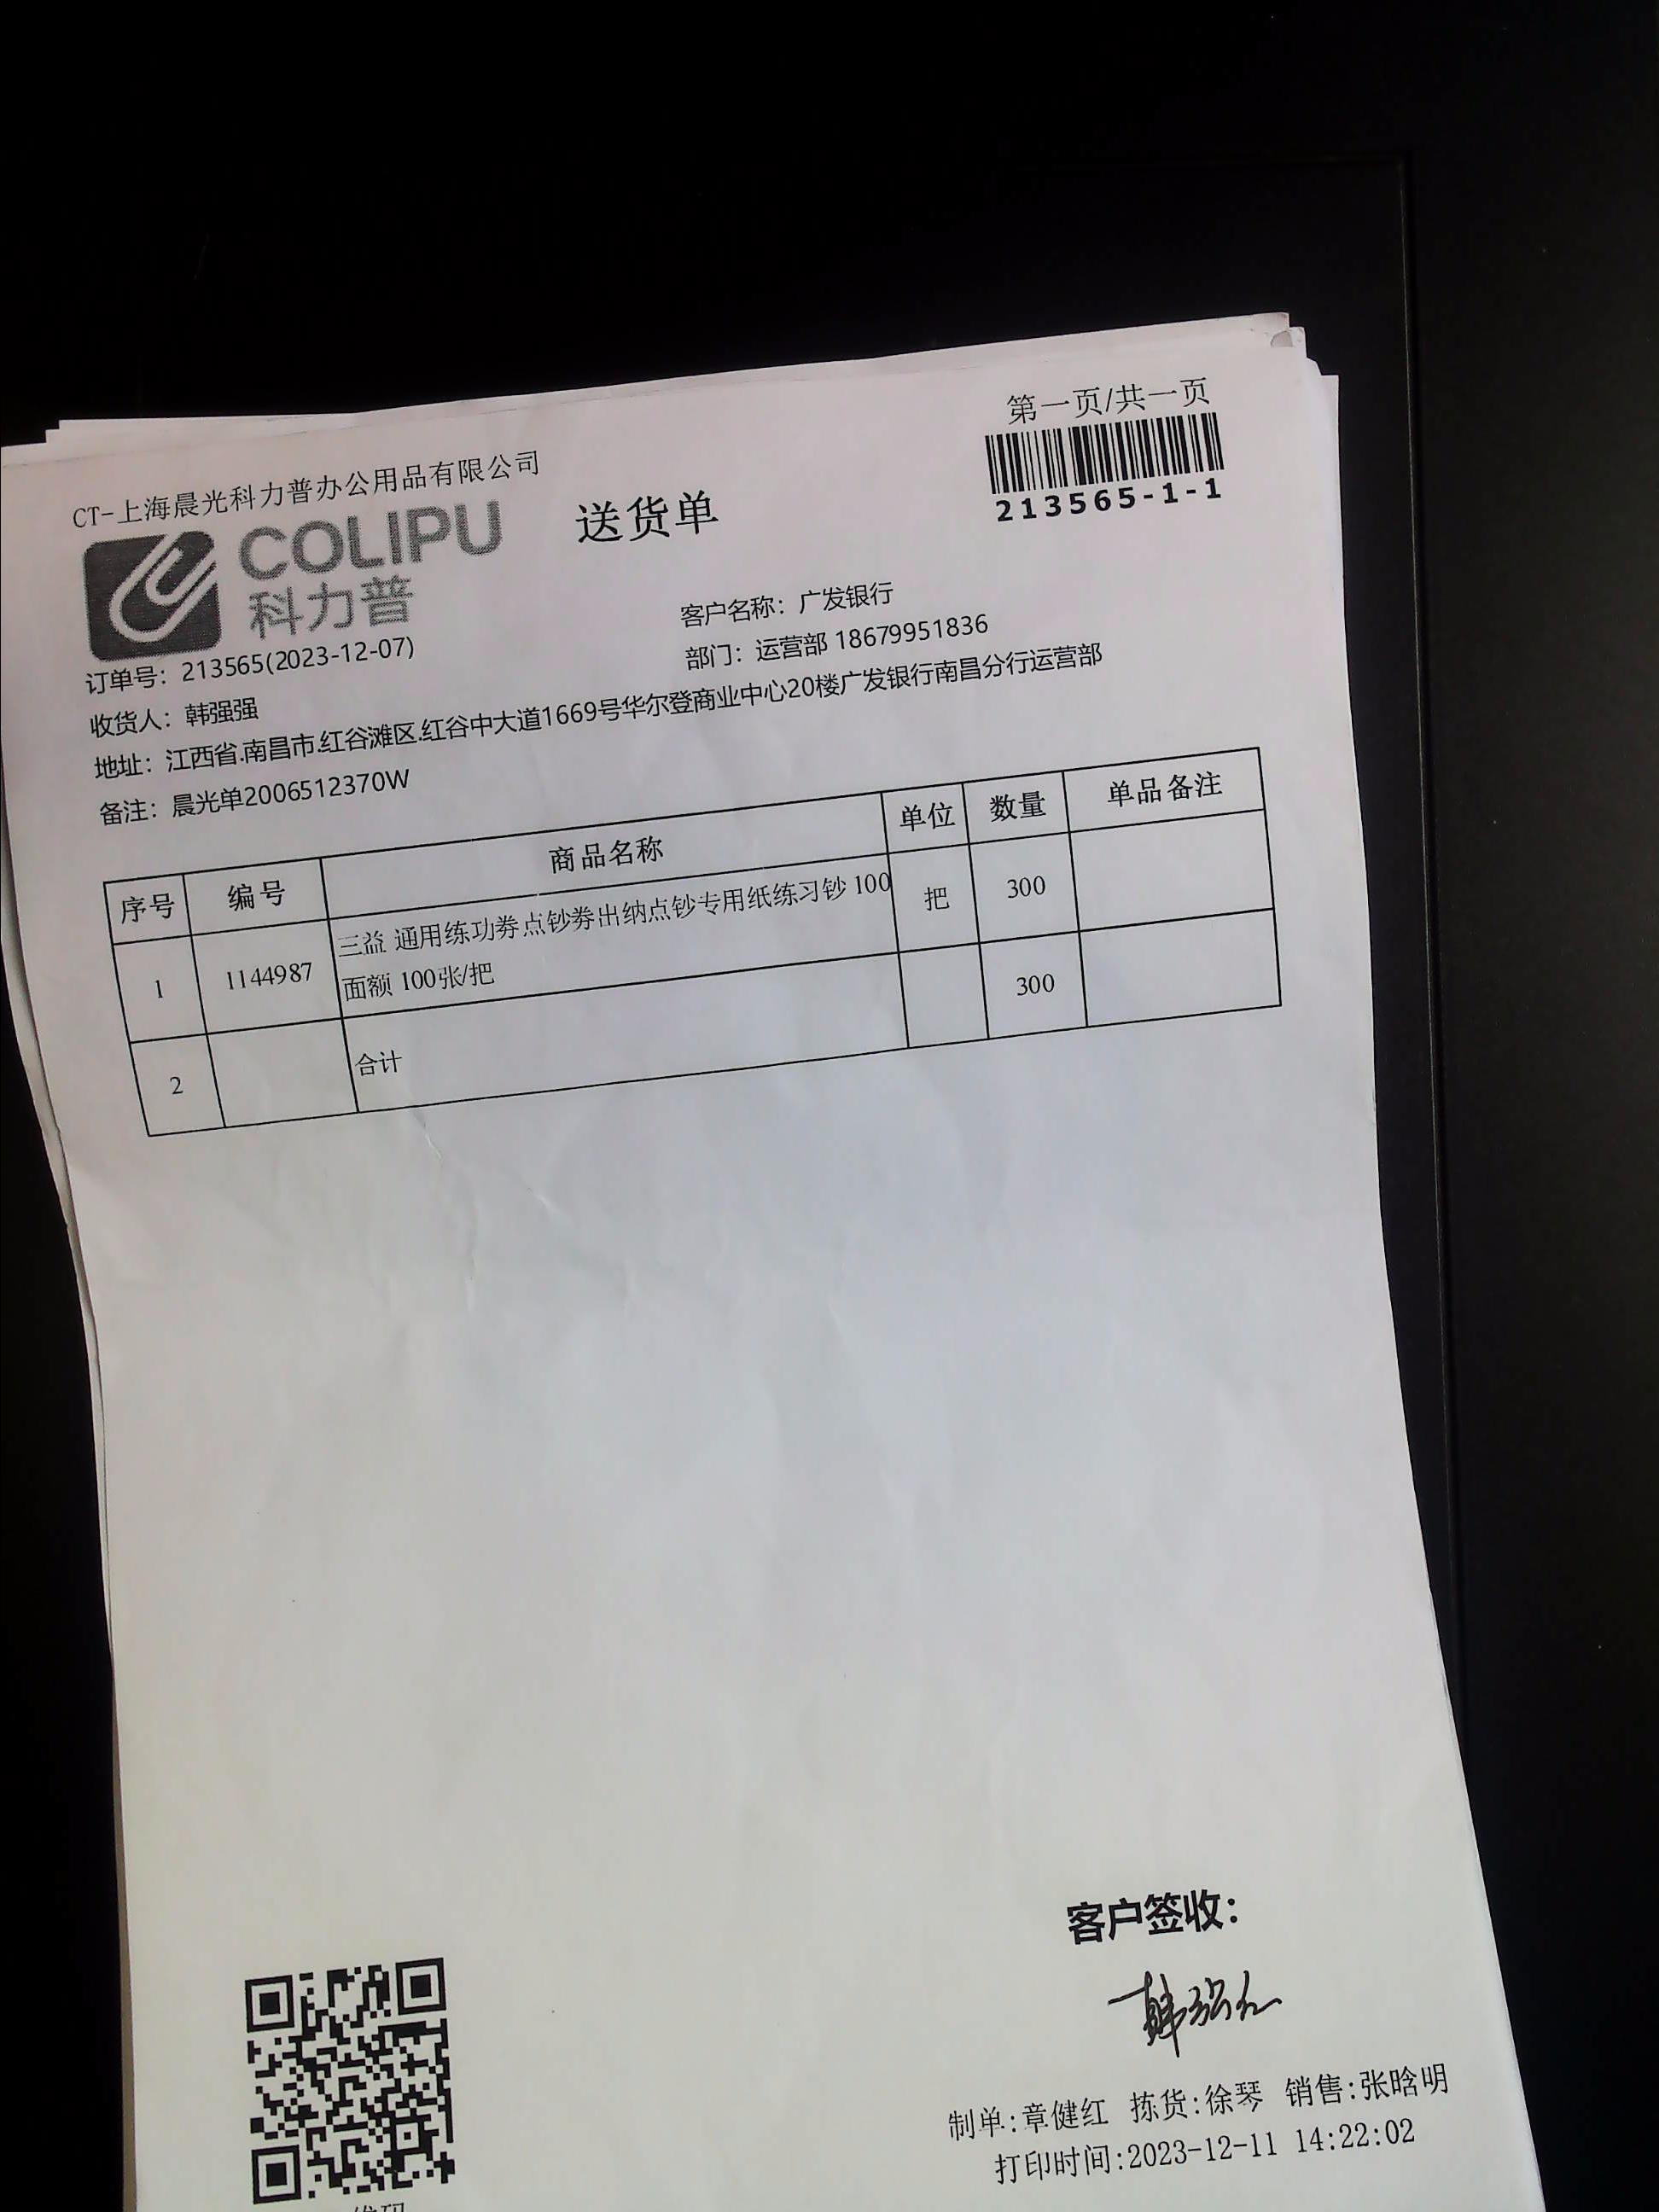 第一页/共一页
213565-1-1
CT-上海晨光科力普办公用品有限公司
COLIPU
科力普
送货单
订单号：213565(2023-12-07)
客户名称：广发银行
收货人：韩强强
部门：运营部 18679951836
地址：江西省.南昌市.红谷滩区.红谷中大道1669号华尔登商业中心20楼广发银行南昌分行运营部
备注：晨光单2006512370W
序号 编号 商品名称 单位 数量 单品备注
1 1144987 三益 通用练功券点钞券出纳点钞专用纸练习钞 100 把 300
面额 100张/把
2 合计 300
客户签收：
制单:章健红 拣货:徐琴 销售:张晗明
打印时间:2023-12-11 14:22:02